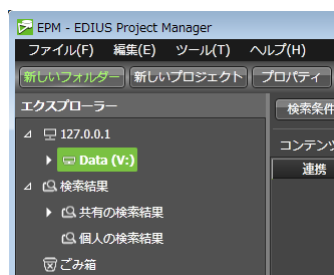 EPM - EDIUS Project Manager
ファイル(F) 編集(E) ツール(T) ヘルプ(H)
新しいフォルダー 新しいプロジェクト プロパティ
エクスプローラー
検索条件
127.0.0.1
コンテンツ
Data (V:)
連携
検索結果
共有の検索結果
個人の検索結果
ごみ箱